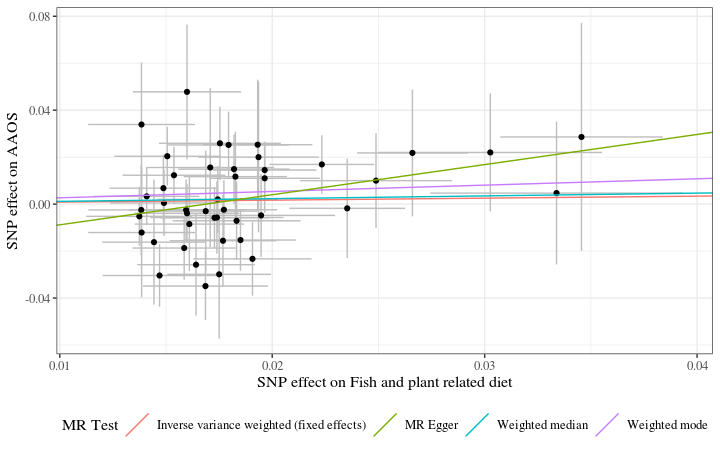 0.08
0.04
0.00
-0.04
SNP effect on AAOS
0.01 0.02 0.03 0.04
SNP effect on Fish and plant related diet
MR Test Inverse variance weighted (fixed effects) MR Egger Weighted median Weighted mode